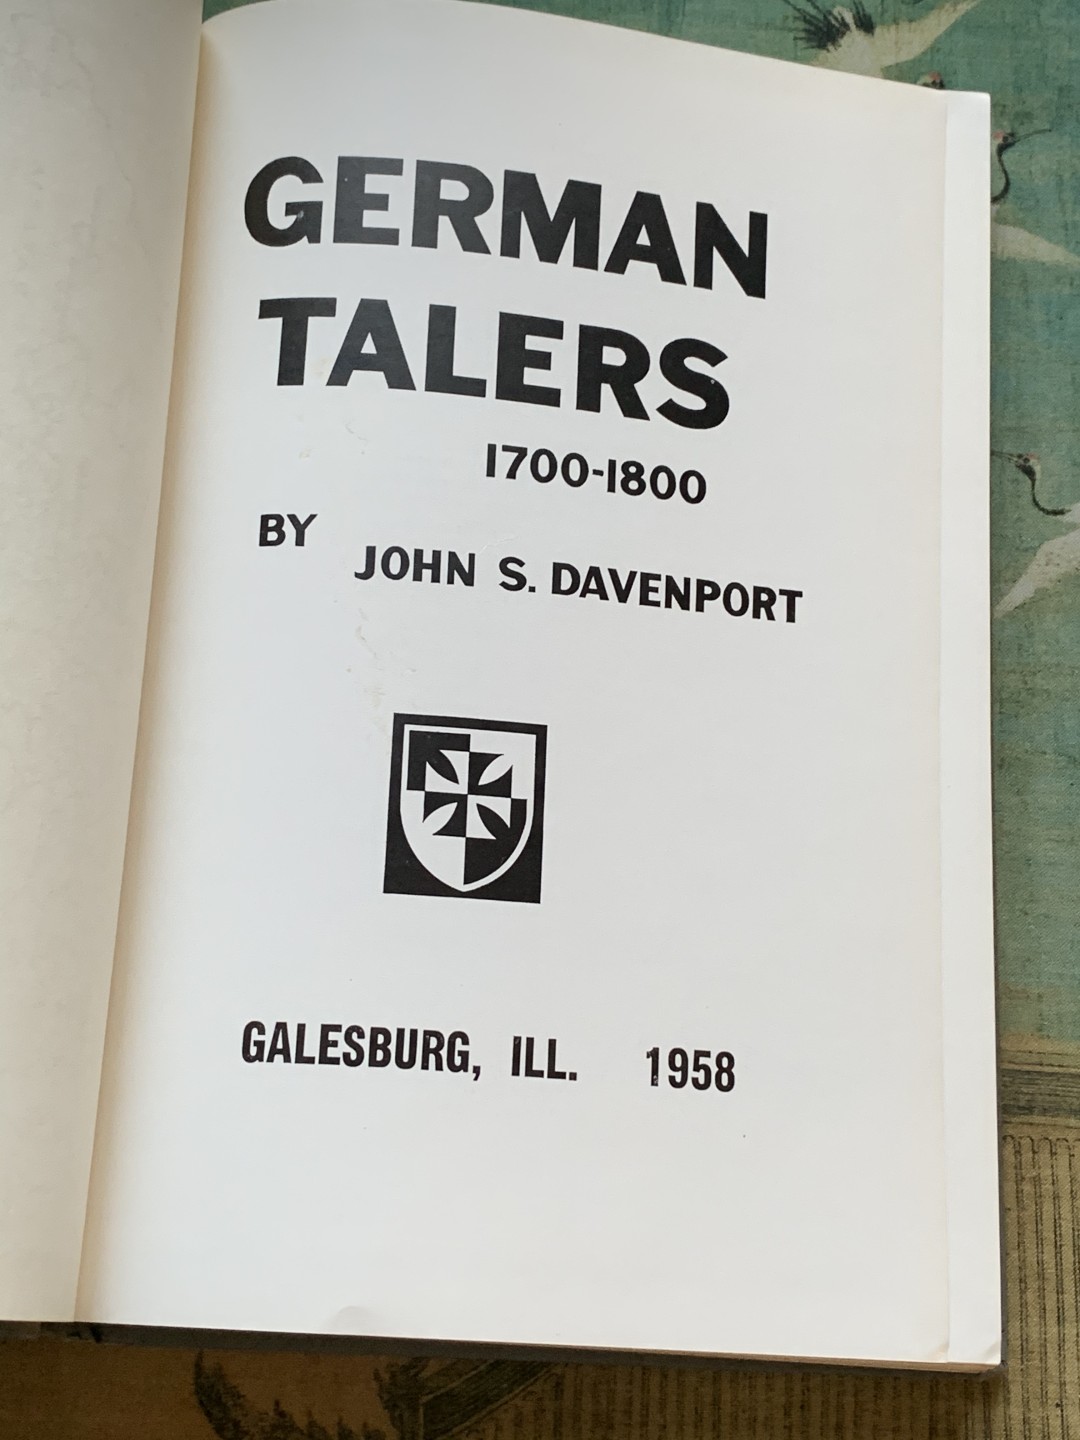 GERMAN
TALERS
1700-1800
BY
JOHN S. DAVENPORT
GALESBURG, ILL. 1958